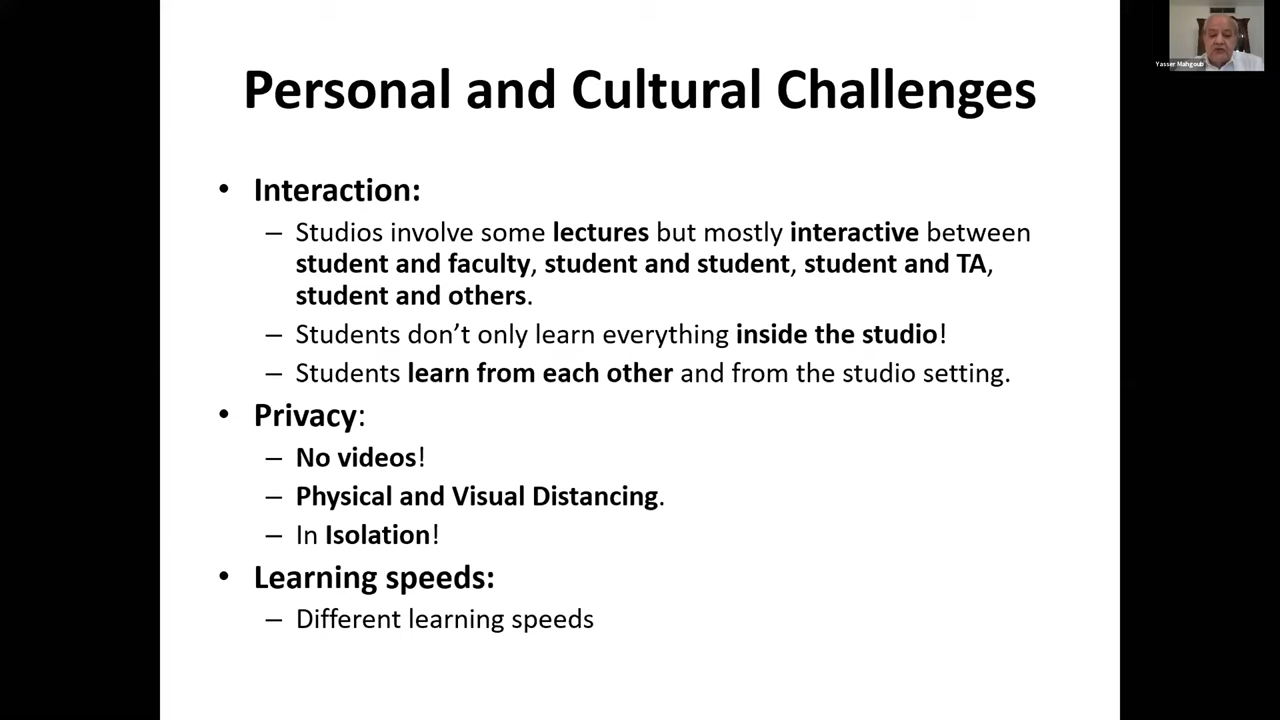 Personal and Cultural Challenges
• Interaction:
– Studios involve some lectures but mostly interactive between
student and faculty, student and student, student and TA,
student and others.
– Students don’t only learn everything inside the studio!
– Students learn from each other and from the studio setting.
• Privacy:
– No videos!
– Physical and Visual Distancing.
– In Isolation!
• Learning speeds:
– Different learning speeds
Yasser Mahgoub